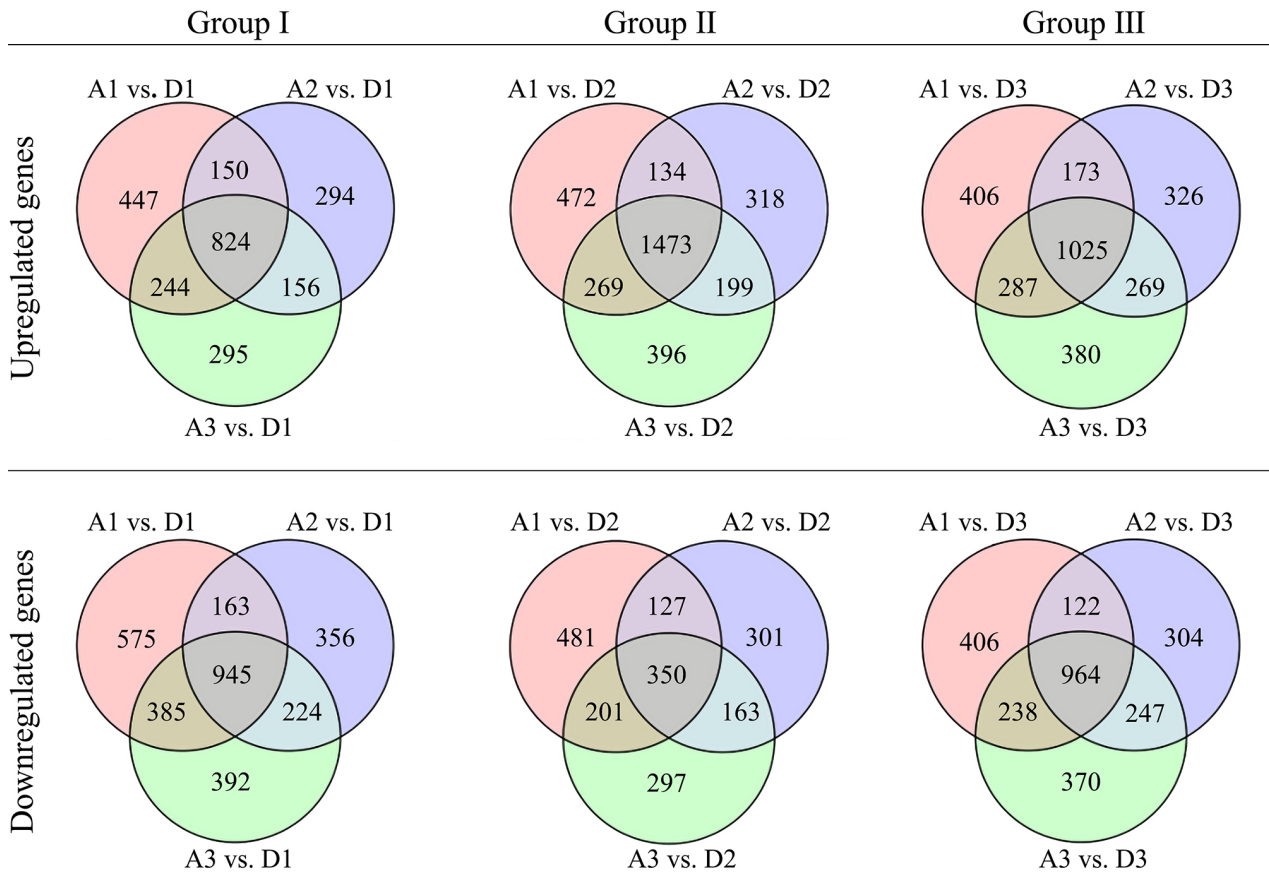 Group I Group II Group III
Upregulated genes
A1 vs. D1 A2 vs. D1
150
447 294
824
244 156
295
A3 vs. D1
A1 vs. D2 A2 vs. D2
134
472 318
1473
269 199
396
A3 vs. D2
A1 vs. D3 A2 vs. D3
173
406 326
1025
287 269
380
A3 vs. D3
Downregulated genes
A1 vs. D1 A2 vs. D1
163
575 356
945
385 224
392
A3 vs. D1
A1 vs. D2 A2 vs. D2
127
481 301
350
201 163
297
A3 vs. D2
A1 vs. D3 A2 vs. D3
122
406 304
964
238 247
370
A3 vs. D3